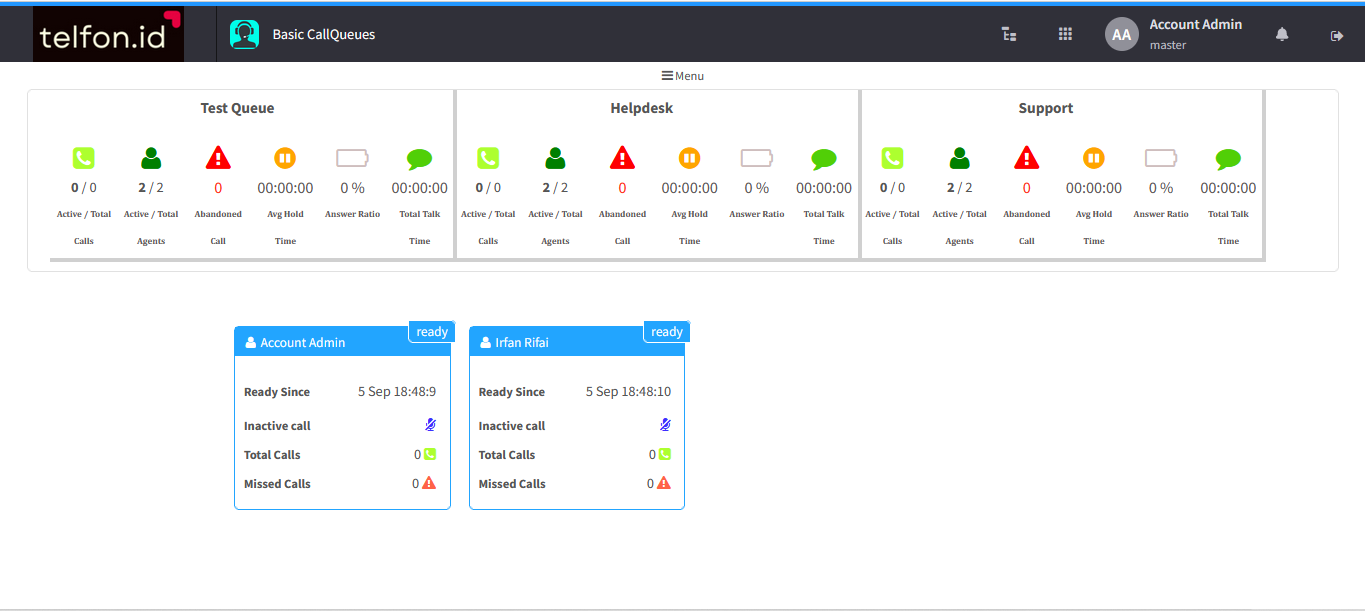 telfon.id
Basic CallQueues
AA
Account Admin
master
Menu
Test Queue
Helpdesk
Support
0 / 0 2 / 2 0 00:00:00 0 % 00:00:00 0 / 0 2 / 2 0 00:00:00 0 % 00:00:00 0 / 0 2 / 2 0 00:00:00 0 % 00:00:00
Active / Total Active / Total Abandoned Avg Hold Answer Ratio Total Talk Active / Total Active / Total Abandoned Avg Hold Answer Ratio Total Talk Active / Total Active / Total Abandoned Avg Hold Answer Ratio Total Talk
Calls Agents Call Time Time Calls Agents Call Time Time Calls Agents Call Time Time
ready
Account Admin
Ready Since 5 Sep 18:48:9
Inactive call
Total Calls 0
Missed Calls 0
ready
Irfan Rifai
Ready Since 5 Sep 18:48:10
Inactive call
Total Calls 0
Missed Calls 0